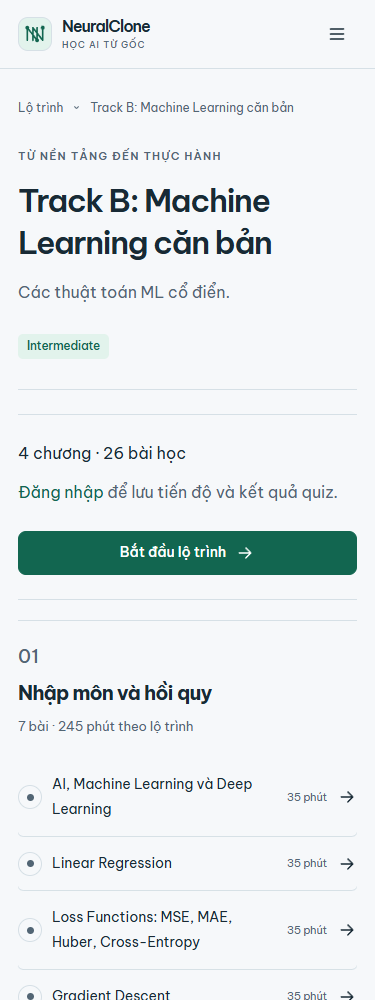 NeuralClone
HỌC AI TỪ GỐC
Lộ trình
Track B: Machine Learning căn bản
TỪ NỀN TẢNG ĐẾN THỰC HÀNH
Track B: Machine
Learning căn bản
Các thuật toán ML cổ điển.
Intermediate
4 chương · 26 bài học
Đăng nhập để lưu tiến độ và kết quả quiz.
Bắt đầu lộ trình →
01
Nhập môn và hồi quy
7 bài · 245 phút theo lộ trình
AI, Machine Learning và Deep
Learning
35 phút →
Linear Regression 35 phút →
Loss Functions: MSE, MAE,
Huber, Cross-Entropy
35 phút →
Gradient Descent 35 phút →